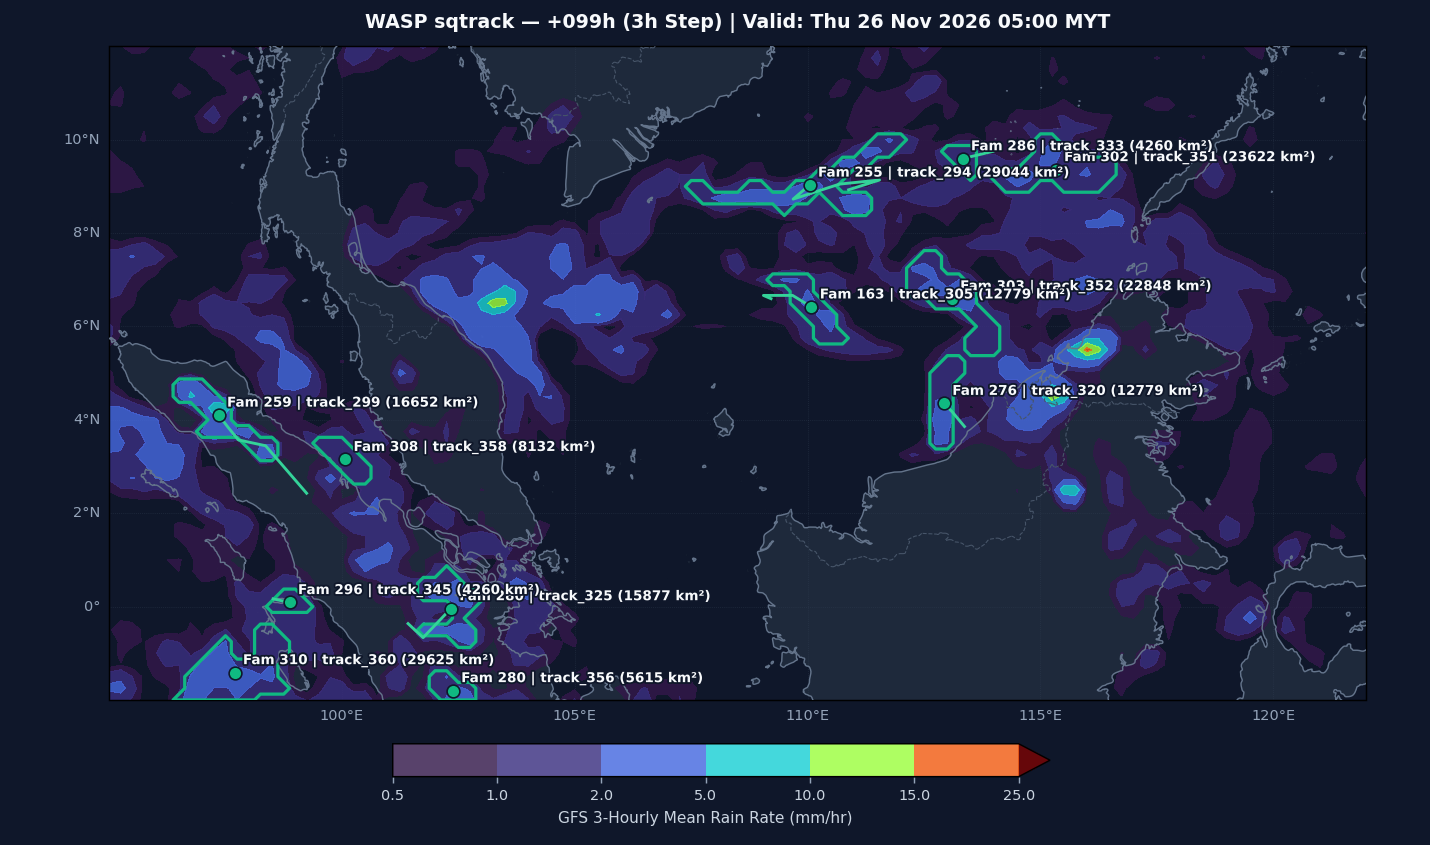 WASP sqtrack — +099h (3h Step) | Valid: Thu 26 Nov 2026 05:00 MYT
10°N
8°N
6°N
4°N
2°N
0°
Fam 286 | track_333 (4260 km²)
Fam 302 | track_351 (23622 km²)
Fam 255 | track_294 (29044 km²)
Fam 303 | track_352 (22848 km²)
Fam 163 | track_305 (12779 km²)
Fam 276 | track_320 (12779 km²)
Fam 259 | track_299 (16652 km²)
Fam 308 | track_358 (8132 km²)
Fam 296 | track_345 (4260 km²)
track_325 (15877 km²)
Fam 310 | track_360 (29625 km²)
Fam 280 | track_356 (5615 km²)
100°E 105°E 110°E 115°E 120°E
0.5 1.0 2.0 5.0 10.0 15.0 25.0
GFS 3-Hourly Mean Rain Rate (mm/hr)